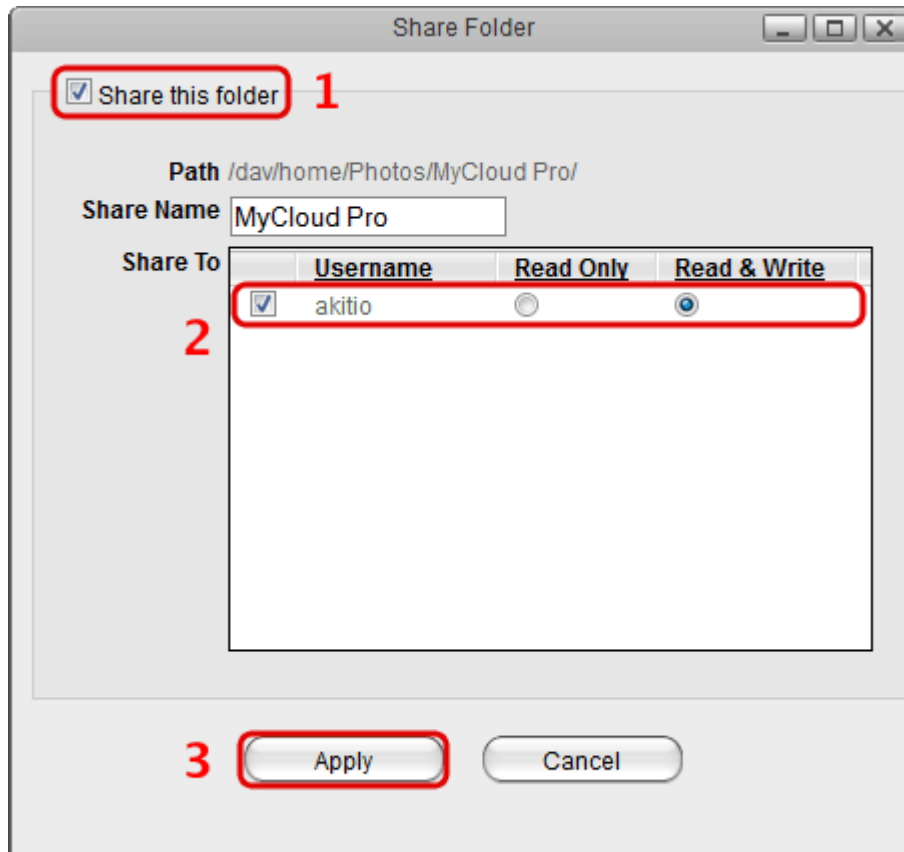 Share Folder
Share this folder 1
Path /dav/home/Photos/MyCloud Pro/
Share Name MyCloud Pro
Share To Username Read Only Read & Write
akitio
2
3 Apply Cancel